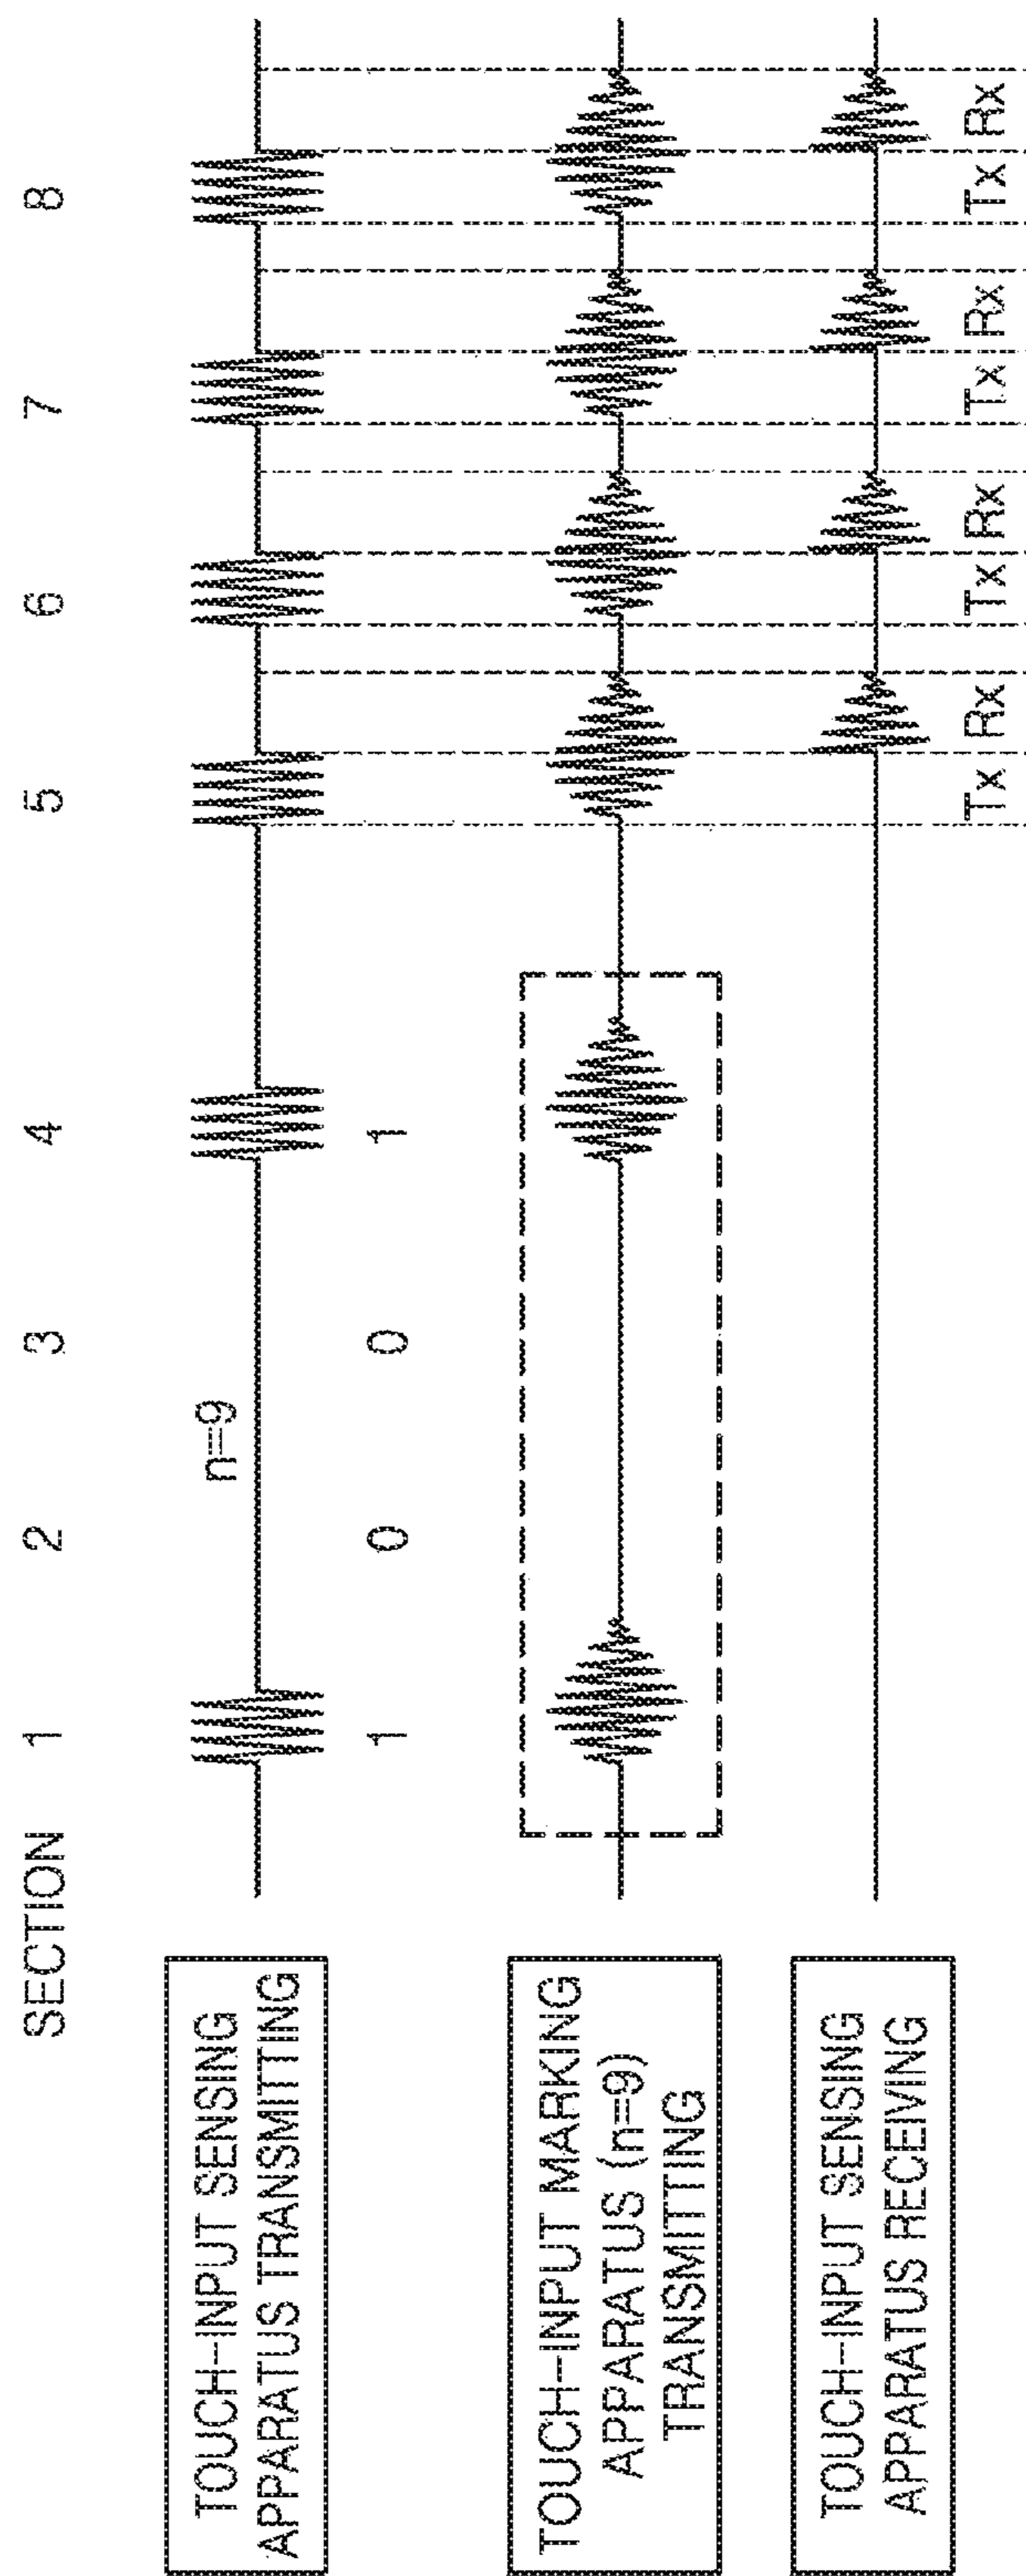 SECTION 1 2 3 4 5 6 7 8
n=9
TOUCH-INPUT SENSING
APPARATUS TRANSMITTING
1 0 0 1
TOUCH-INPUT MARKING
APPARATUS (n=9)
TRANSMITTING
TOUCH-INPUT SENSING
APPARATUS RECEIVING
Tx Rx Tx Rx Tx Rx Tx Rx